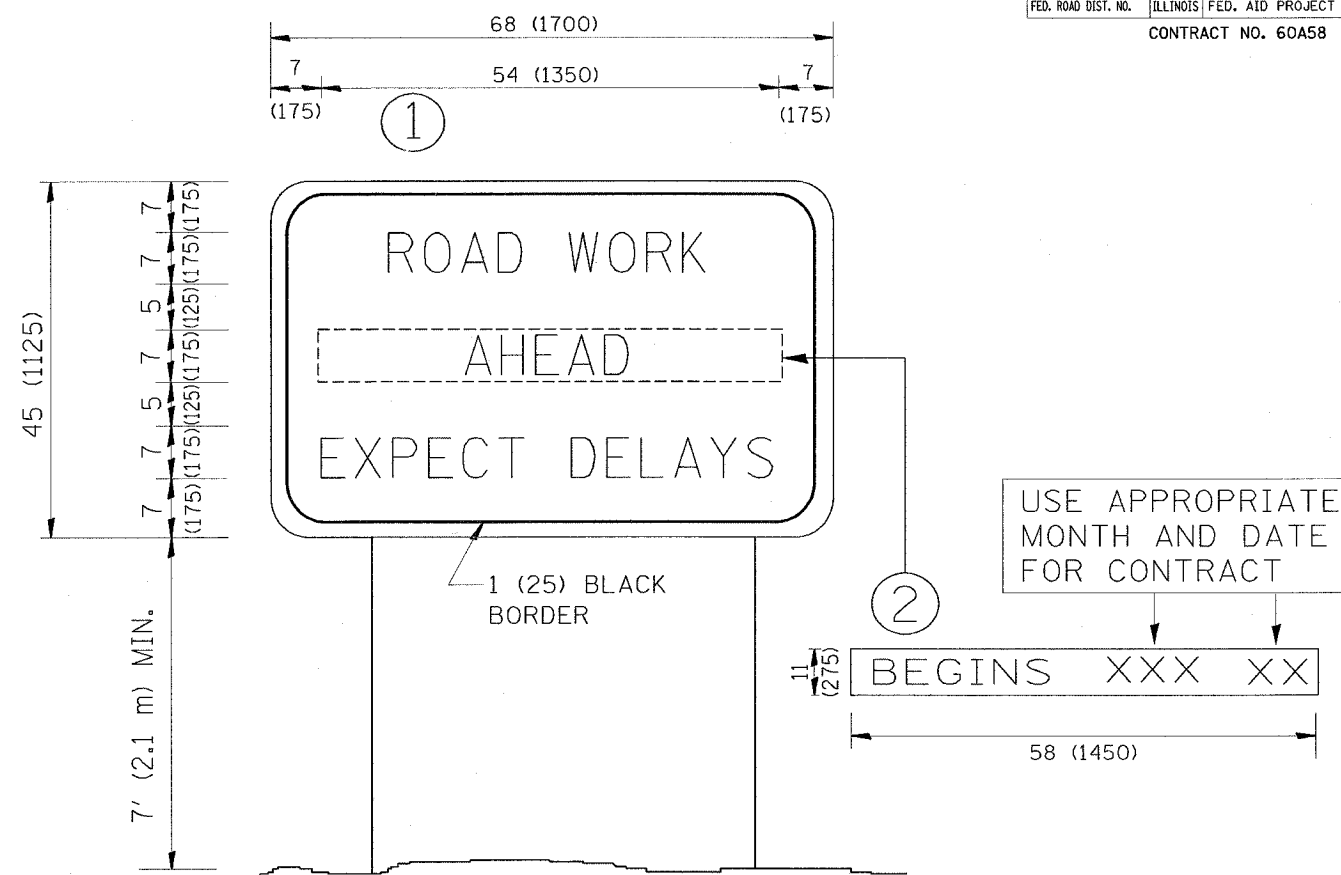 FED. ROAD DIST. NO. ILLINOIS FED. AID PROJECT
CONTRACT NO. 60A58
68 (1700)
7 54 (1350) 7
(175) (175)
1
45 (1125)
7 (175)
7 (175)
5 (125)
7 (175)
5 (125)
7 (175)
7 (175)
ROAD WORK
AHEAD
EXPECT DELAYS
7' (2.1 m) MIN.
1 (25) BLACK
BORDER
2
USE APPROPRIATE
MONTH AND DATE
FOR CONTRACT
11
(275)
BEGINS XXX XX
58 (1450)